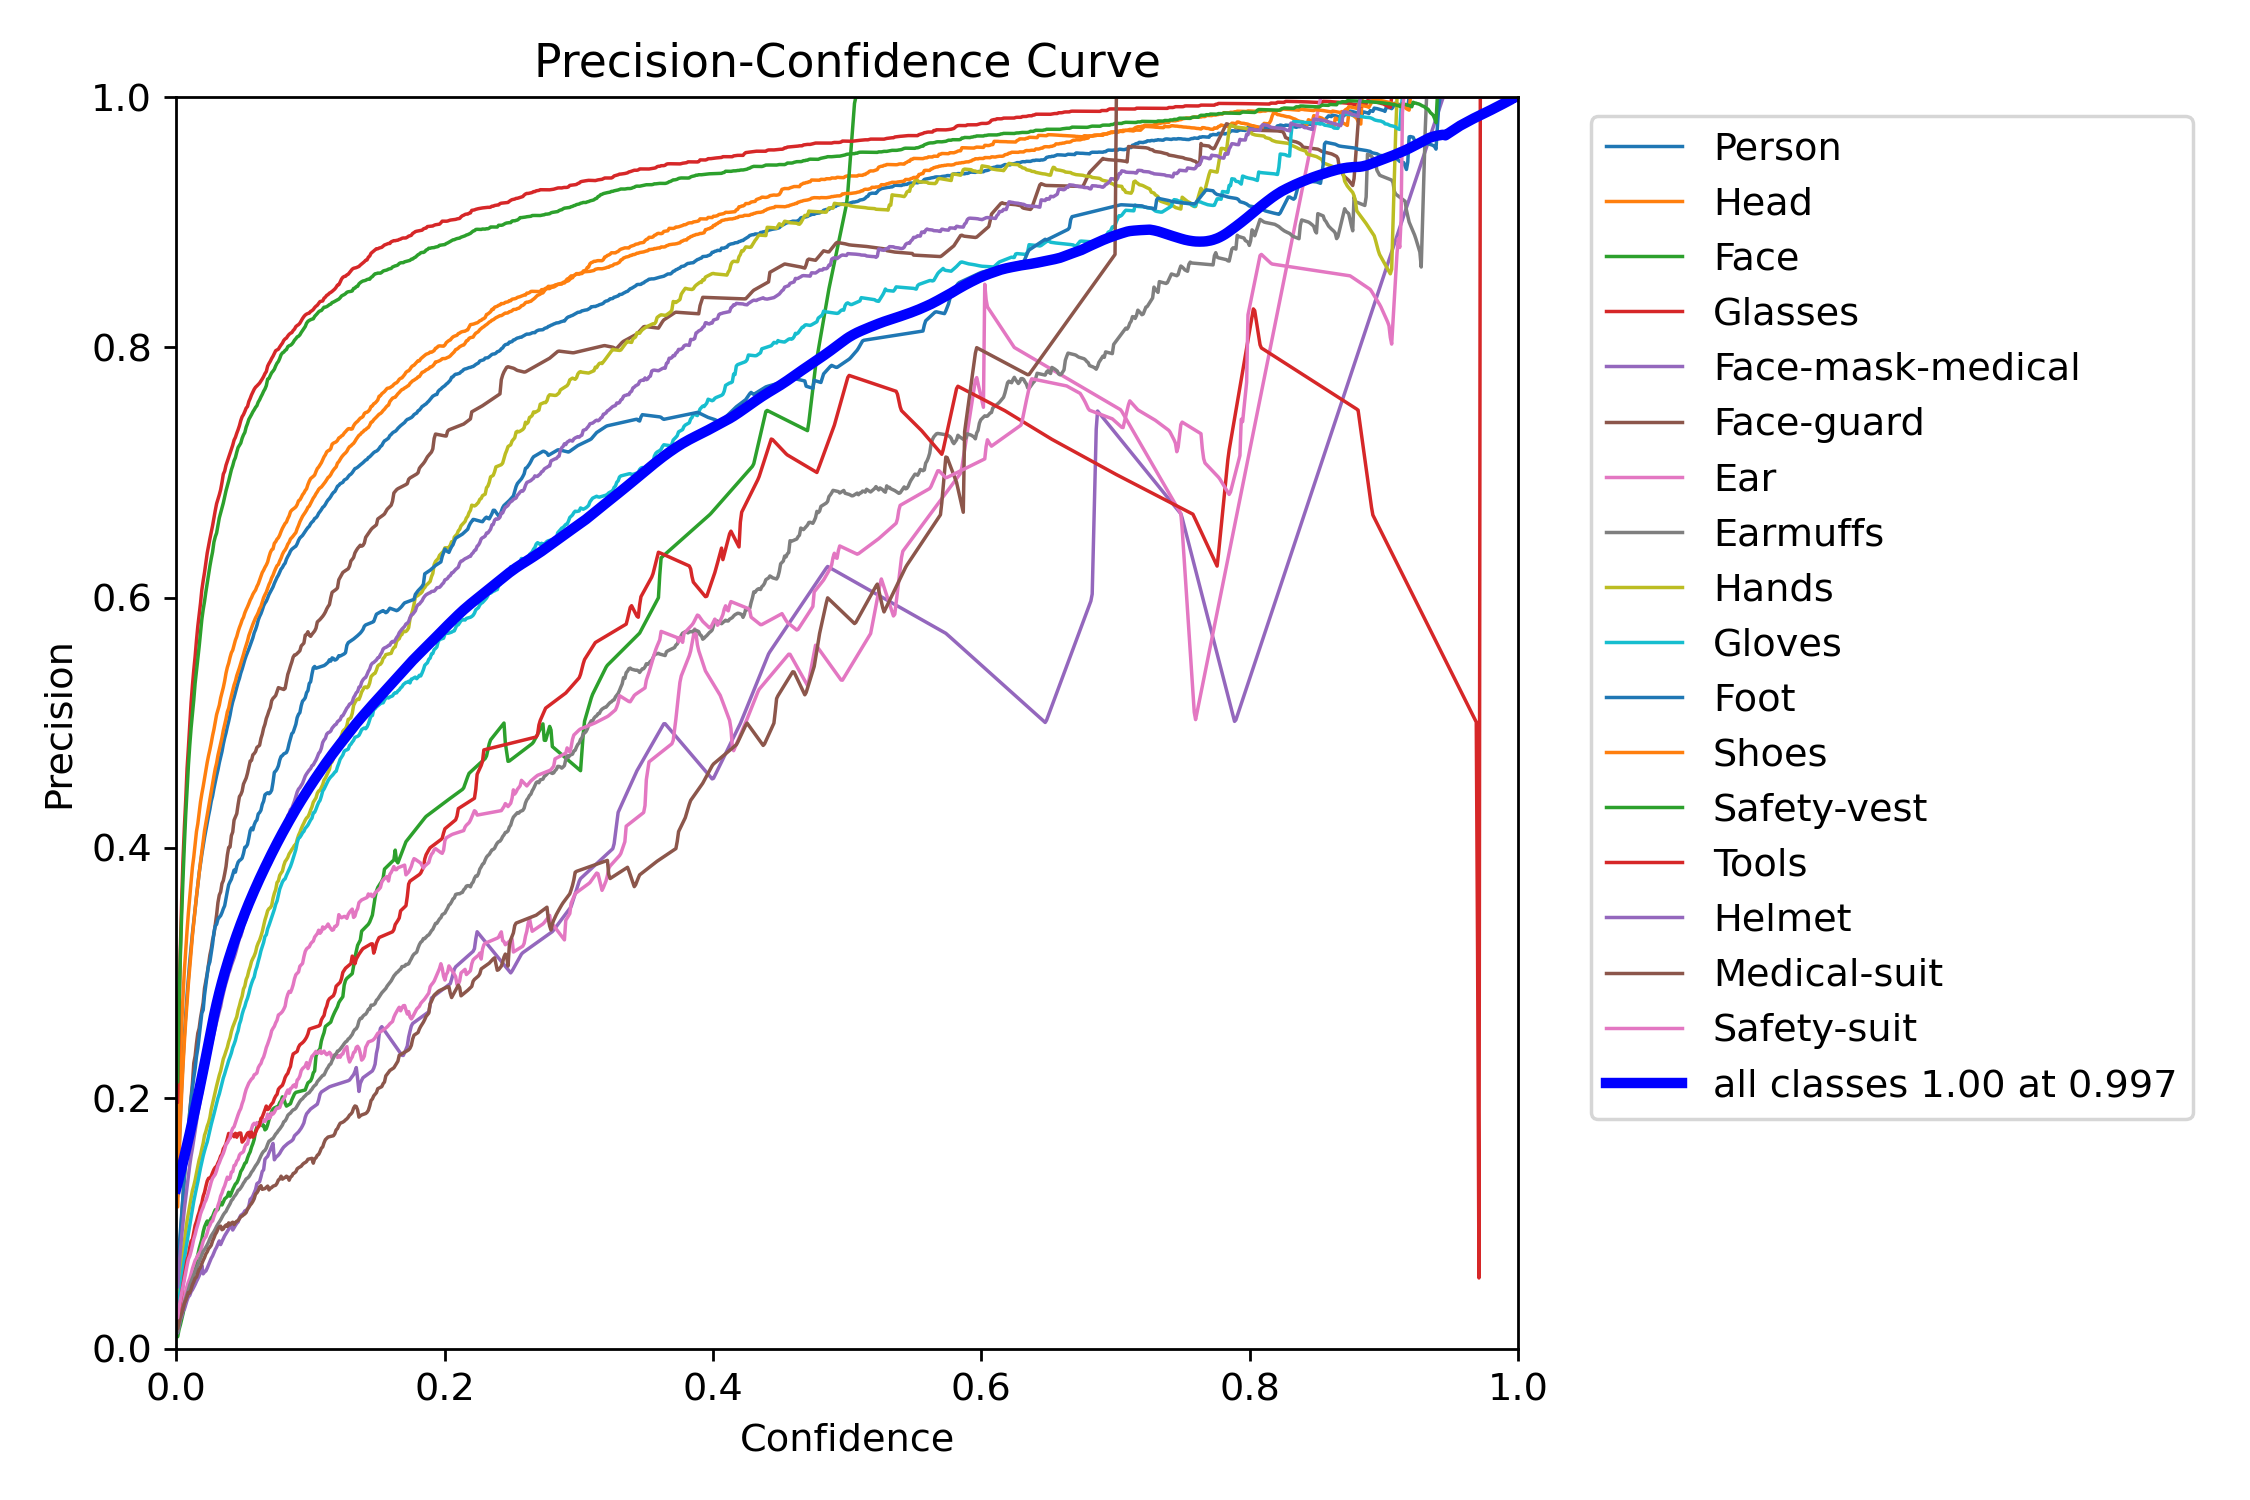 Precision-Confidence Curve
1.0
0.8
0.6
0.4
0.2
0.0
Precision
0.0 0.2 0.4 0.6 0.8 1.0
Confidence
Person
Head
Face
Glasses
Face-mask-medical
Face-guard
Ear
Earmuffs
Hands
Gloves
Foot
Shoes
Safety-vest
Tools
Helmet
Medical-suit
Safety-suit
all classes 1.00 at 0.997